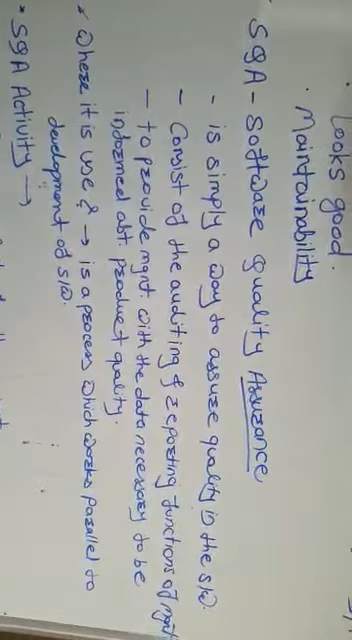 Looks good.
• Maintainability
SQA - Software Quality Assurance
- is simply a way to assure quality in the s/w.
- Consist of the auditing & reporting functions of mgnt
- to provide mgnt. with the data necessary to be
informed abt. product quality.
* Where it is use & → is a process which works parallel to
development of s/w.
* SQA Activity →